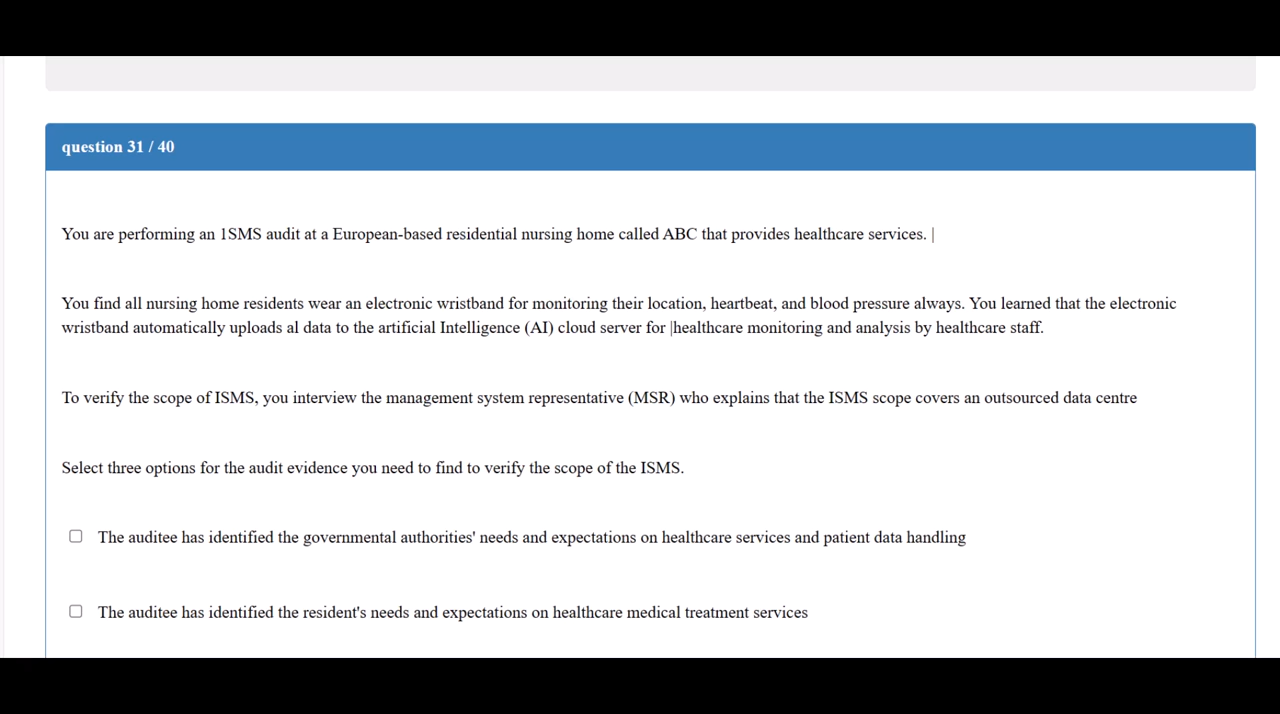 question 31 / 40
You are performing an 1SMS audit at a European-based residential nursing home called ABC that provides healthcare services. |
You find all nursing home residents wear an electronic wristband for monitoring their location, heartbeat, and blood pressure always. You learned that the electronic
wristband automatically uploads al data to the artificial Intelligence (AI) cloud server for |healthcare monitoring and analysis by healthcare staff.
To verify the scope of ISMS, you interview the management system representative (MSR) who explains that the ISMS scope covers an outsourced data centre
Select three options for the audit evidence you need to find to verify the scope of the ISMS.
The auditee has identified the governmental authorities' needs and expectations on healthcare services and patient data handling
The auditee has identified the resident's needs and expectations on healthcare medical treatment services